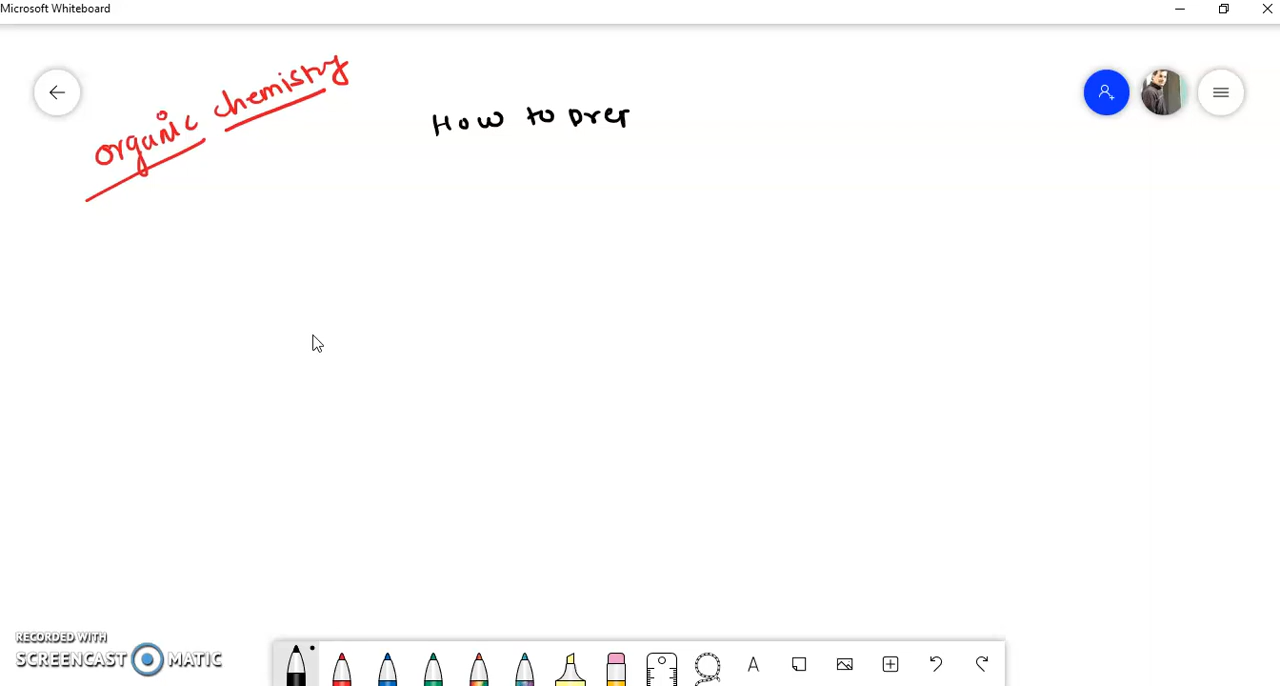 Microsoft Whiteboard
organic chemistry
How to prep
RECORDED WITH
SCREENCAST MATIC
A